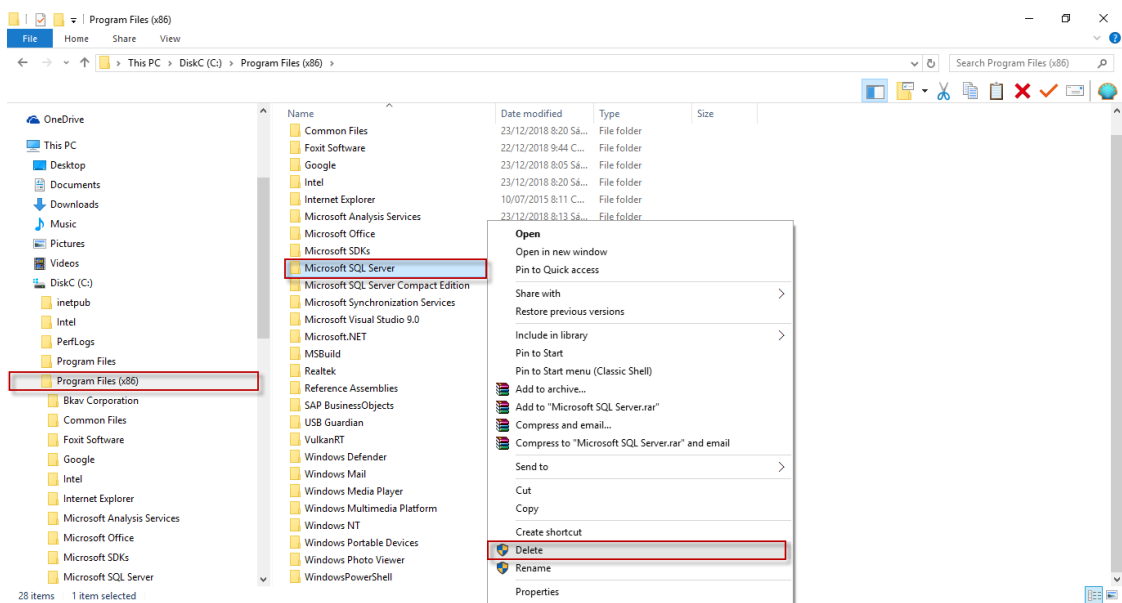 Program Files (x86)
File Home Share View
This PC > DiskC (C:) > Program Files (x86) >
Search Program Files (x86)
OneDrive
This PC
Desktop
Documents
Downloads
Music
Pictures
Videos
DiskC (C:)
inetpub
Intel
PerfLogs
Program Files
Program Files (x86)
Bkav Corporation
Common Files
Foxit Software
Google
Intel
Internet Explorer
Microsoft Analysis Services
Microsoft Office
Microsoft SDKs
Microsoft SQL Server
Name Date modified Type Size
Common Files 23/12/2018 8:20 Sá... File folder
Foxit Software 22/12/2018 9:44 C... File folder
Google 23/12/2018 8:05 Sá... File folder
Intel 23/12/2018 8:20 Sá... File folder
Internet Explorer 10/07/2015 8:11 C... File folder
Microsoft Analysis Services 23/12/2018 8:13 Sá... File folder
Microsoft Office
Microsoft SDKs
Microsoft SQL Server
Microsoft SQL Server Compact Edition
Microsoft Synchronization Services
Microsoft Visual Studio 9.0
Microsoft.NET
MSBuild
Realtek
Reference Assemblies
SAP BusinessObjects
USB Guardian
VulkanRT
Windows Defender
Windows Mail
Windows Media Player
Windows Multimedia Platform
Windows NT
Windows Portable Devices
Windows Photo Viewer
WindowsPowerShell
Open
Open in new window
Pin to Quick access
Share with
Restore previous versions
Include in library
Pin to Start
Pin to Start menu (Classic Shell)
Add to archive...
Add to "Microsoft SQL Server.rar"
Compress and email...
Compress to "Microsoft SQL Server.rar" and email
Send to
Cut
Copy
Create shortcut
Delete
Rename
Properties
28 items 1 item selected